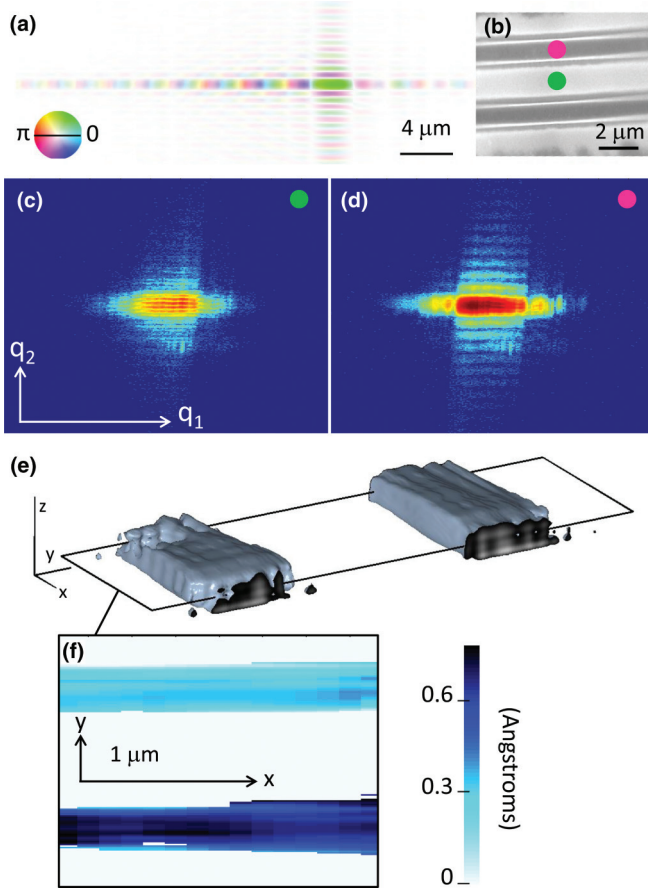 (a)
π
0
4 μm
(b)
2 μm
(c)
(d)
q2
q1
(e)
z
y
x
(f)
y
1 μm
x
0.6
0.3
0
(Angstroms)